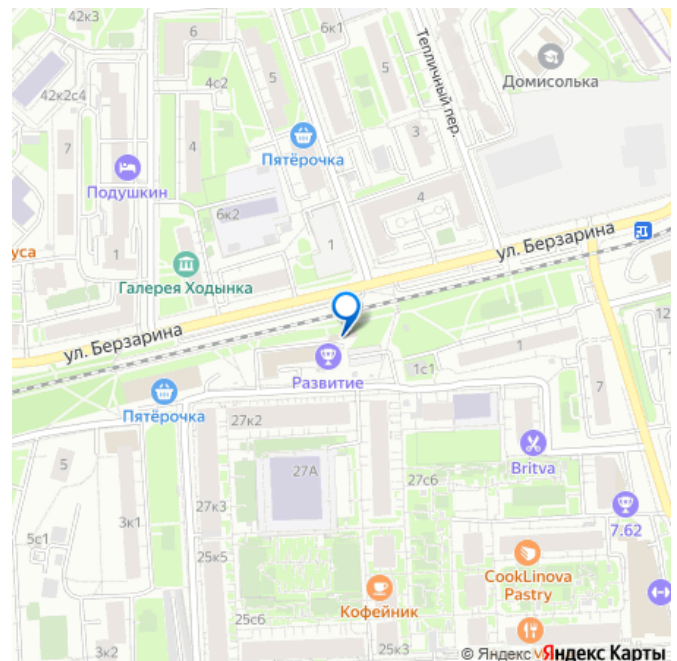 42к3
6
6к1
Тепличный пер.
Домисолька
4с2
5
5
42к2с4
3
Пятёрочка
7
4
Подушкин
4
6к2
1
1
ул. Берзарина
уса
Галерея Ходынка
ул. Берзарина
12
1
Развитие
1с1
7
Пятёрочка
27к2
Britva
5
27А
27с6
27к3
7.62
3к1
5с1
25к5
CookLinova
Pastry
Кофейник
25с6
3к2
25к3
© Яндекс
Яндекс Карты